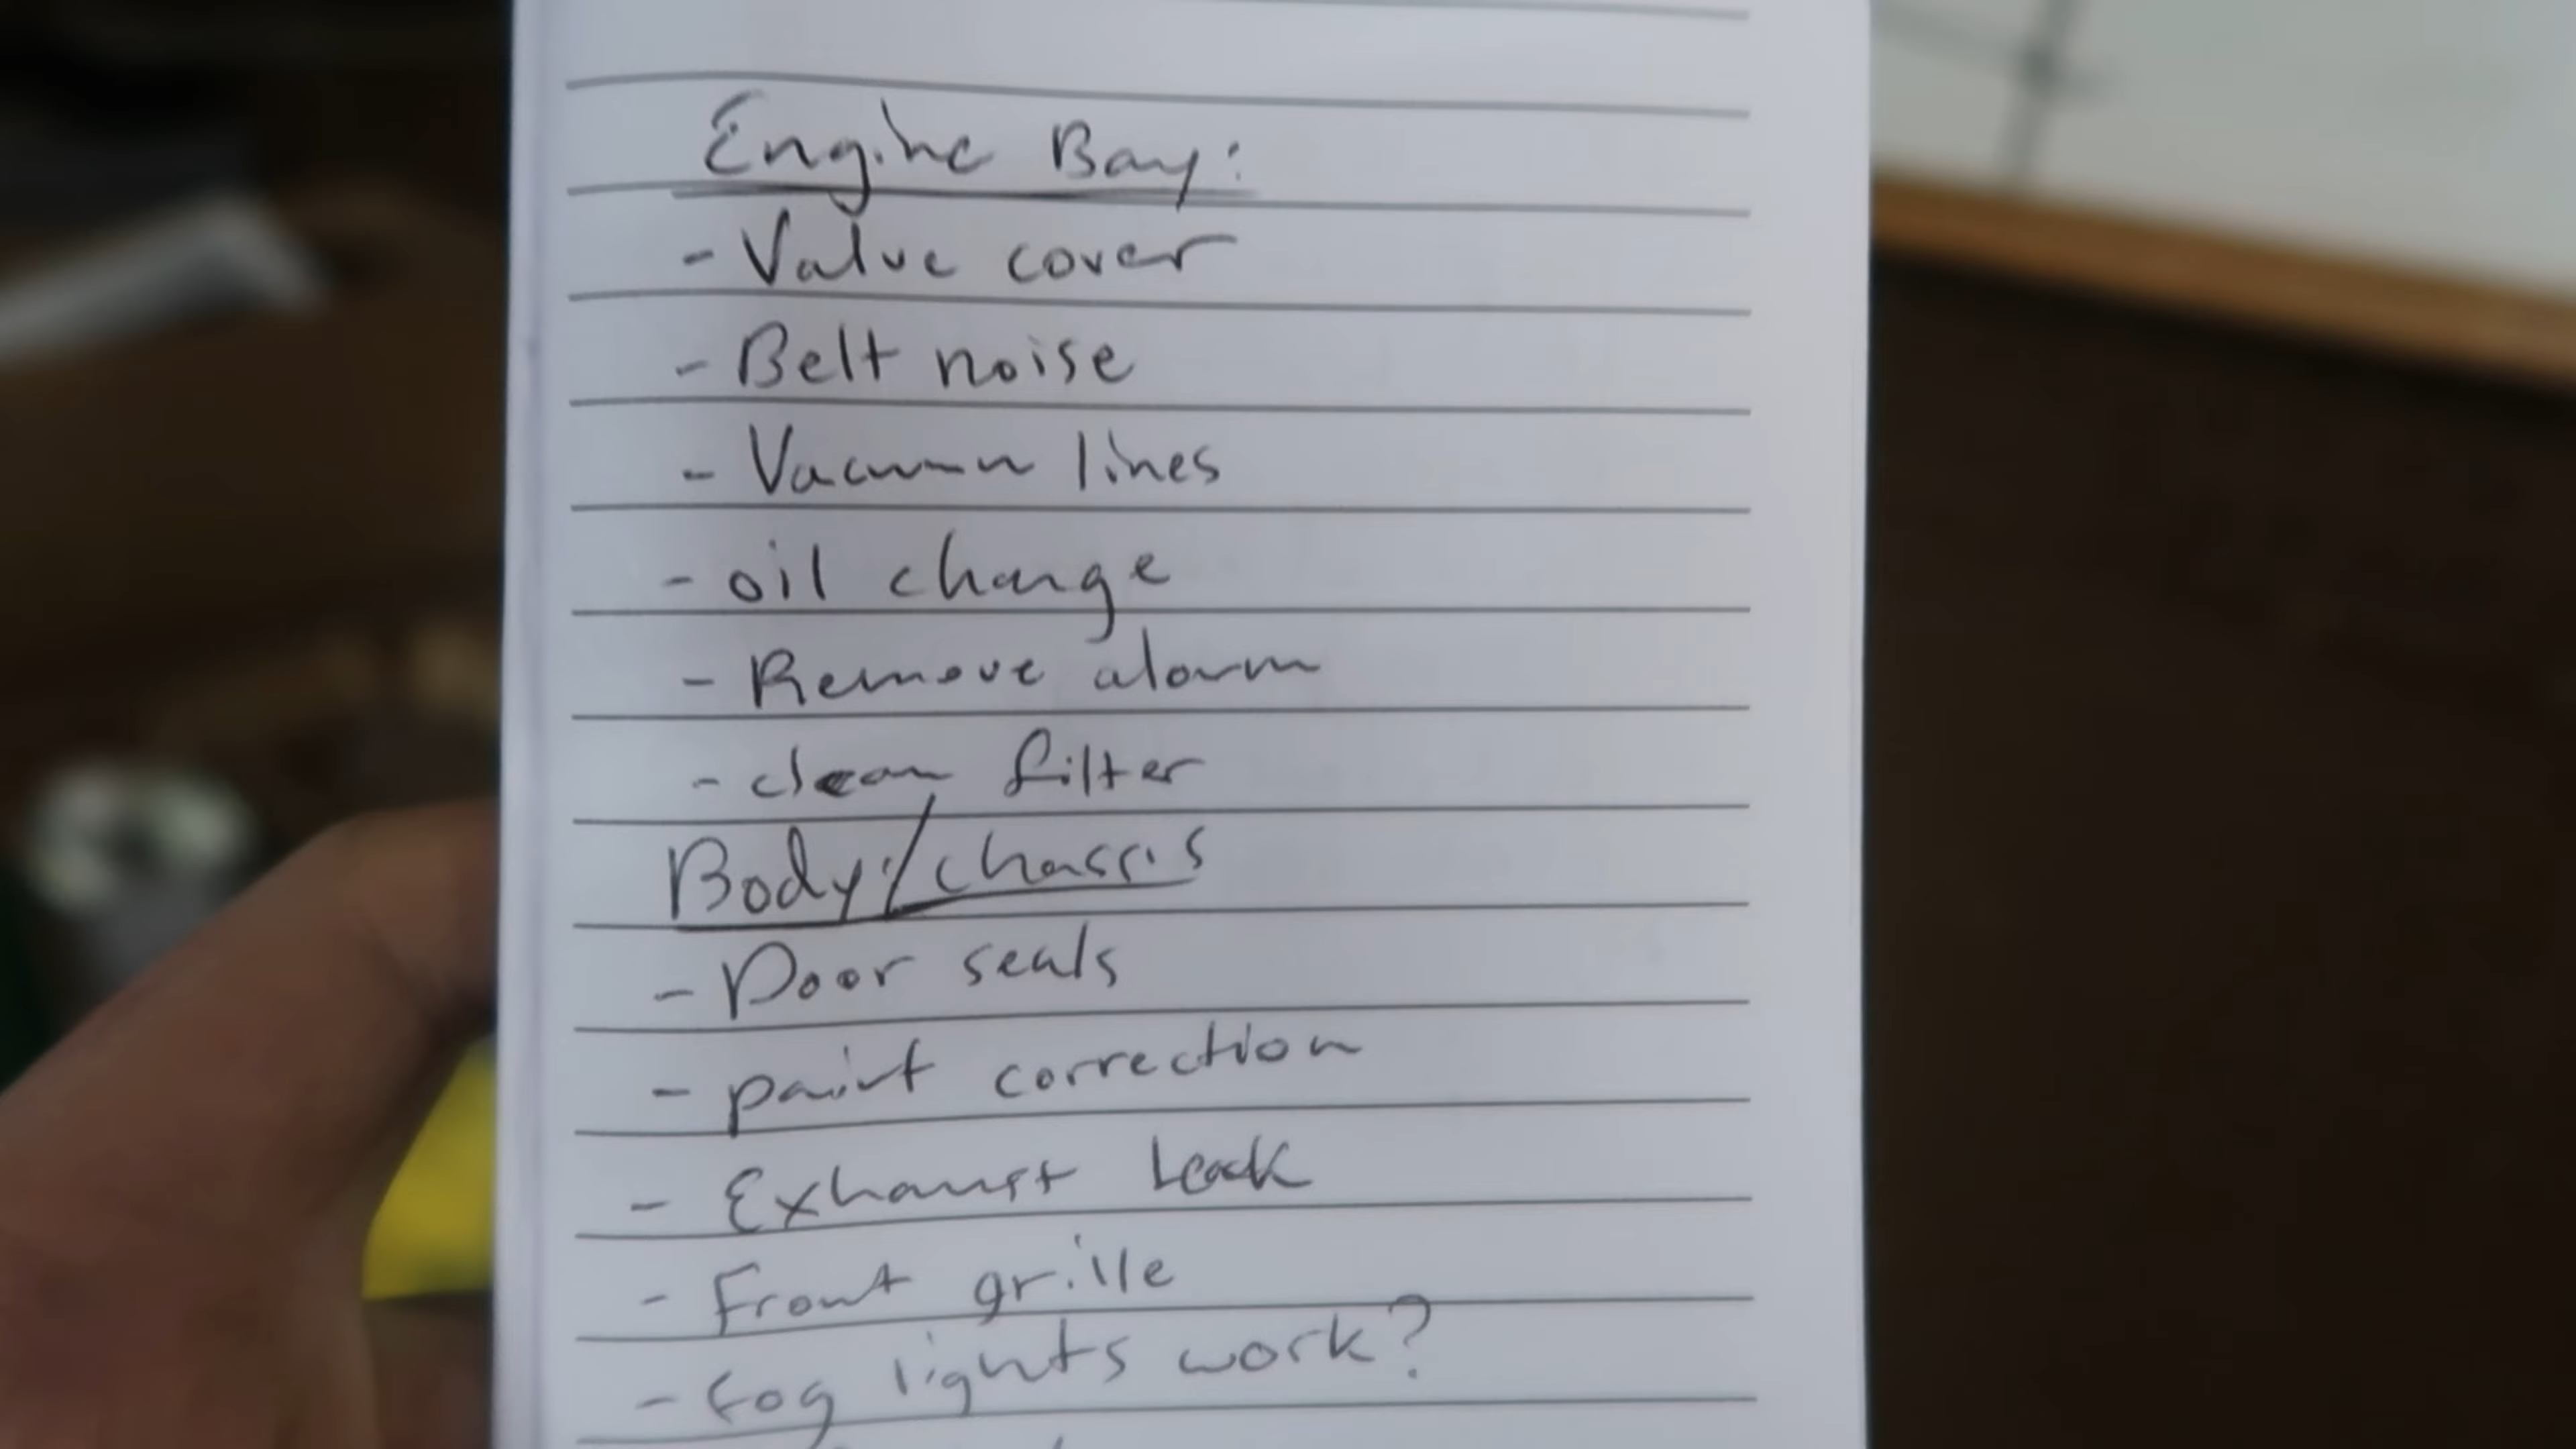 Engine Bay:
- Valve cover
- Belt noise
- Vacuum lines
- oil change
- Remove alarm
- clean filter
Body:/chassis
- Door seals
- paint correction
- Exhaust Leak
- Front grille
- fog lights work?